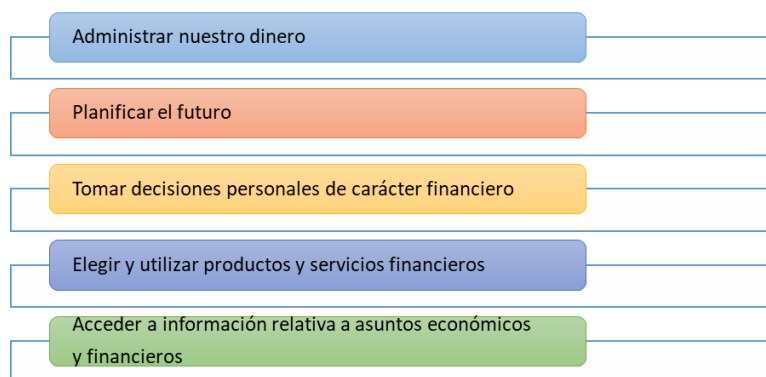 Administrar nuestro dinero
Planificar el futuro
Tomar decisiones personales de carácter financiero
Elegir y utilizar productos y servicios financieros
Acceder a información relativa a asuntos económicos
y financieros